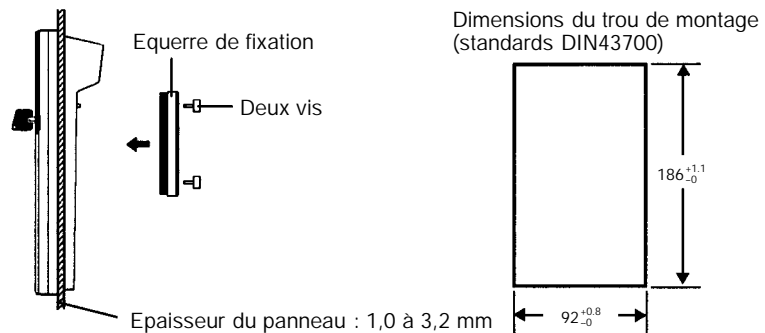 Equerre de fixation
Deux vis
Epaisseur du panneau : 1,0 à 3,2 mm
Dimensions du trou de montage
(standards DIN43700)
186 +1.1 −0
92 +0.8 −0